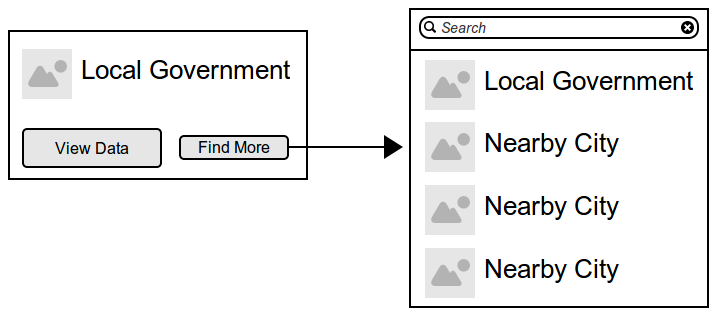 Local Government
View Data
Find More
Search
Local Government
Nearby City
Nearby City
Nearby City